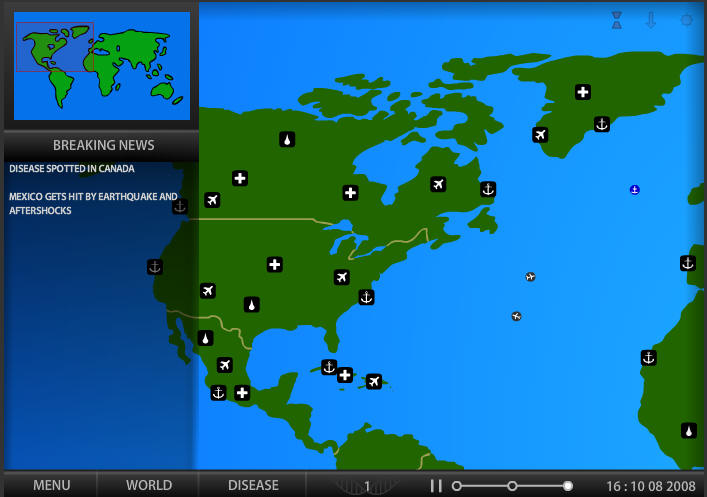 BREAKING NEWS
DISEASE SPOTTED IN CANADA
MEXICO GETS HIT BY EARTHQUAKE AND
AFTERSHOCKS
MENU
WORLD
DISEASE
1
16 : 10 08 2008